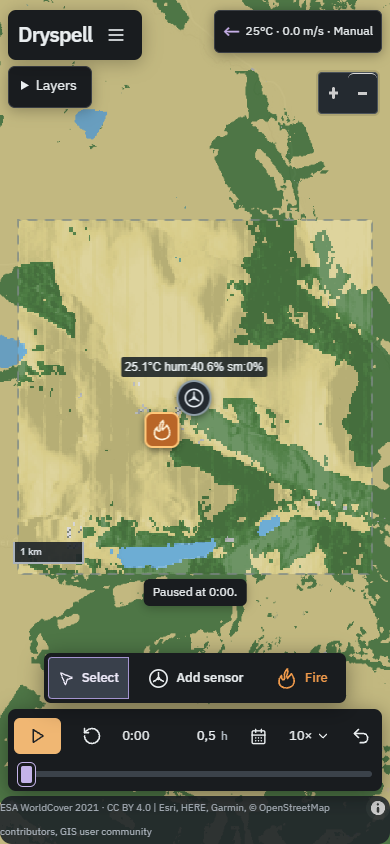 Dryspell
25°C · 0.0 m/s · Manual
Layers
25.1°C hum:40.6% sm:0%
1 km
Paused at 0:00.
Select
Add sensor
Fire
0:00
0,5 h
10×
ESA WorldCover 2021 · CC BY 4.0 | Esri, HERE, Garmin, © OpenStreetMap
contributors, GIS user community